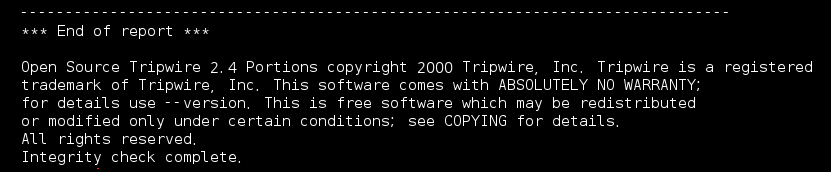 -------------------------------------------------------------------------------
*** End of report ***
Open Source Tripwire 2.4 Portions copyright 2000 Tripwire, Inc. Tripwire is a registered
trademark of Tripwire, Inc. This software comes with ABSOLUTELY NO WARRANTY;
for details use --version. This is free software which may be redistributed
or modified only under certain conditions; see COPYING for details.
All rights reserved.
Integrity check complete.